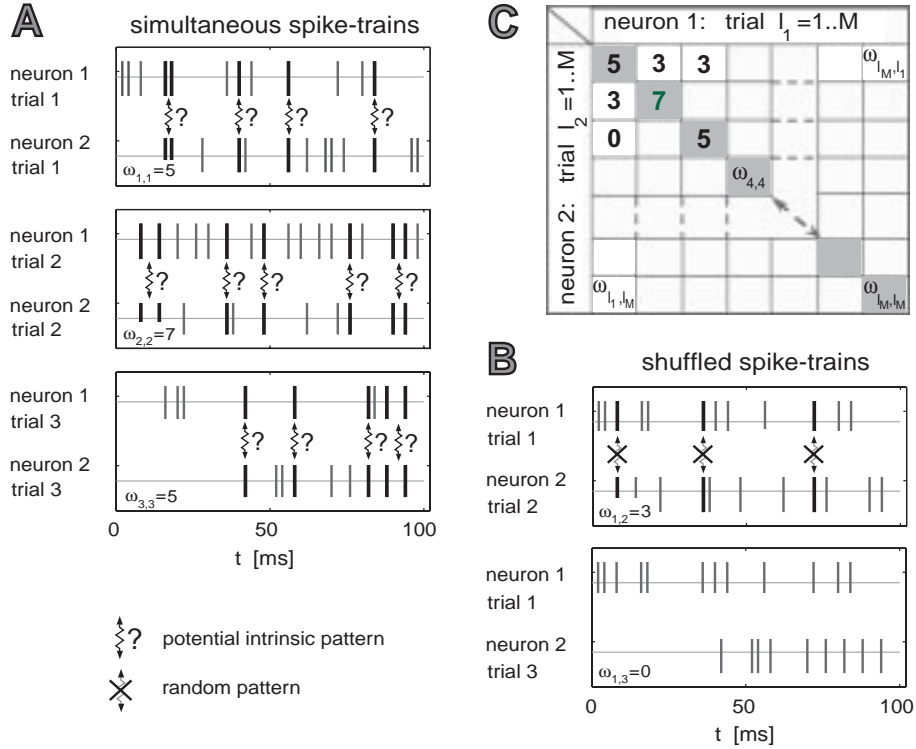 A
simultaneous spike-trains
neuron 1
trial 1
? ? ? ?
neuron 2
trial 1
ω1,1=5
neuron 1
trial 2
? ? ? ? ?
neuron 2
trial 2
ω2,2=7
neuron 1
trial 3
? ? ? ?
neuron 2
trial 3
ω3,3=5
0 50 100
t [ms]
? potential intrinsic pattern
random pattern
C
neuron 1: trial l1=1..M
neuron 2: trial l2=1..M
5 3 3 ωlM,l1
3 7
0 5
ω4,4
ωl1,lM ωlM,lM
B
shuffled spike-trains
neuron 1
trial 1
neuron 2
trial 2
ω1,2=3
neuron 1
trial 1
neuron 2
trial 3
ω1,3=0
0 50 100
t [ms]